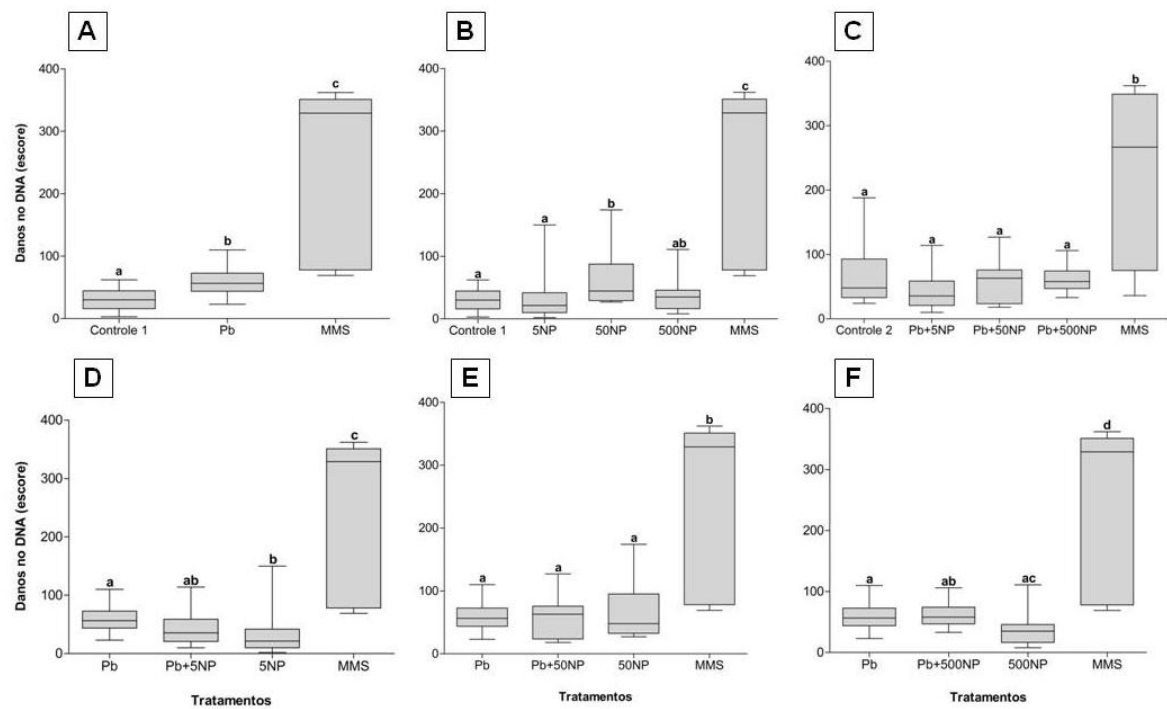 A
B
C
Danos no DNA (escore)
400
300
200
100
0
a
b
c
Controle 1
Pb
MMS
400
300
200
100
0
a
a
b
ab
c
Controle 1
5NP
50NP
500NP
MMS
Danos no DNA (escore)
400
300
200
100
0
a
a
a
a
b
Controle 2
Pb+5NP
Pb+50NP
Pb+500NP
MMS
D
E
F
Danos no DNA (escore)
400
300
200
100
0
a
ab
b
c
Pb
Pb+5NP
5NP
MMS
Tratamentos
400
300
200
100
0
a
a
a
b
Pb
Pb+50NP
50NP
MMS
Tratamentos
400
300
200
100
0
a
ab
ac
d
Pb
Pb+500NP
500NP
MMS
Tratamentos